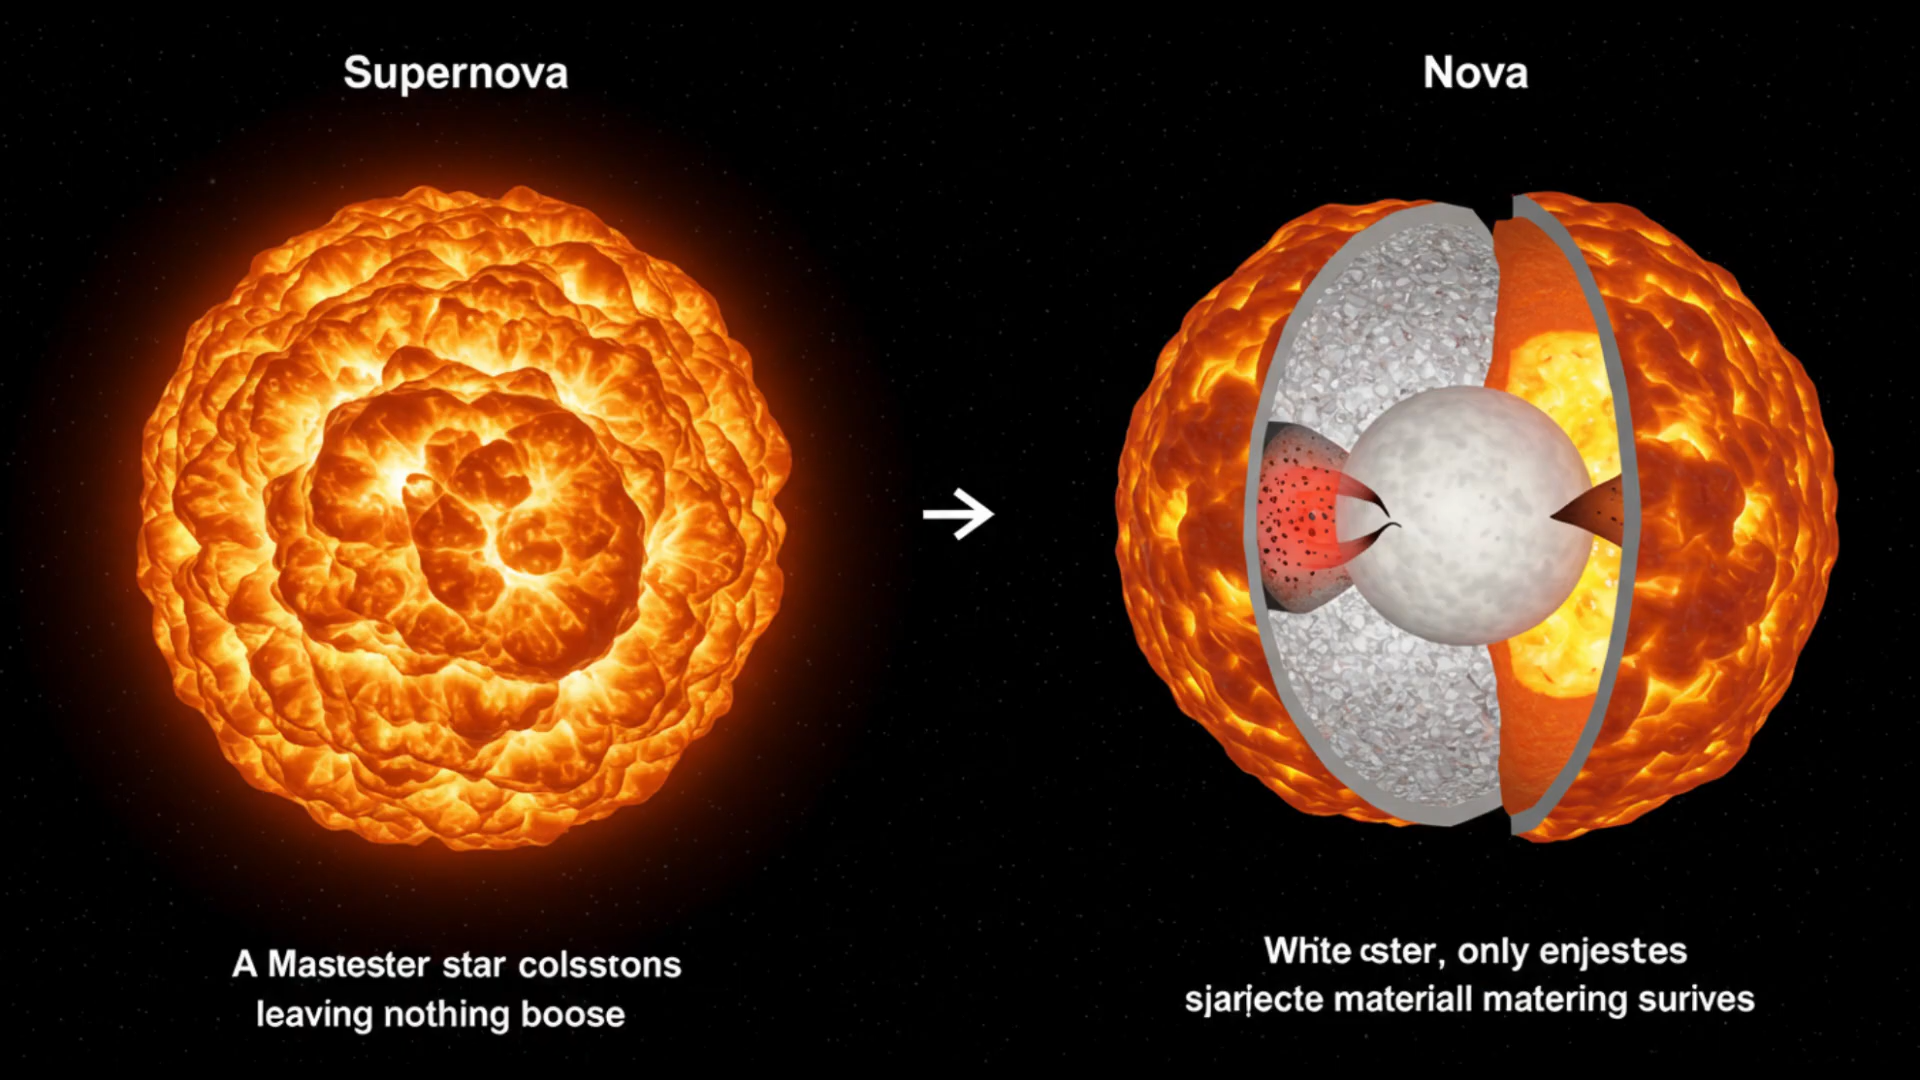 Supernova
Nova
A Mastester star colsstons
leaving nothing boose
White cster, only enjestes
sjarjecte materiall matering surives